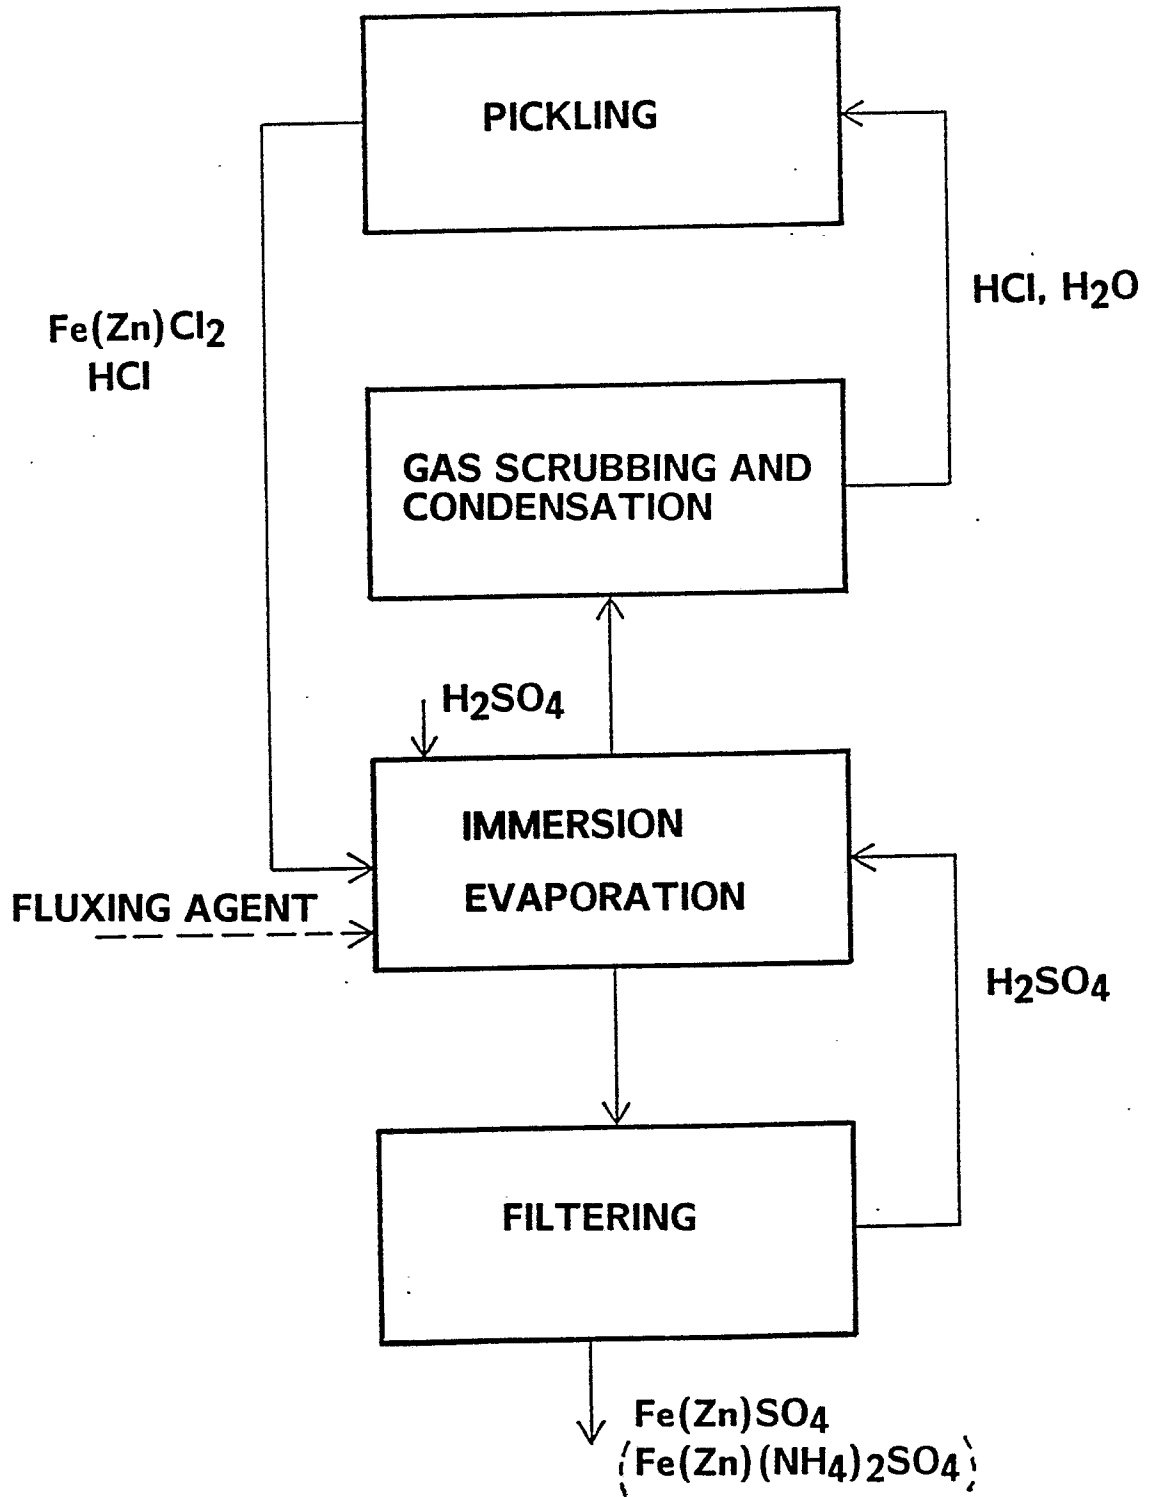 PICKLING
HCl, H2O
Fe(Zn)Cl2
HCl
GAS SCRUBBING AND
CONDENSATION
H2SO4
IMMERSION
EVAPORATION
FLUXING AGENT
H2SO4
FILTERING
Fe(Zn)SO4
(Fe(Zn)(NH4)2SO4)